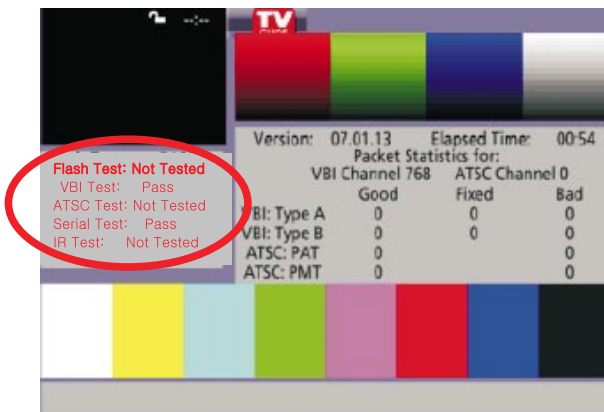 --:--
TV
GUIDE
Version: 07.01.13 Elapsed Time: 00:54
Packet Statistics for:
VBI Channel 768 ATSC Channel 0
Good Fixed Bad
VBI: Type A 0 0 0
VBI: Type B 0 0 0
ATSC: PAT 0 0
ATSC: PMT 0 0
Flash Test: Not Tested
VBI Test: Pass
ATSC Test: Not Tested
Serial Test: Pass
IR Test: Not Tested